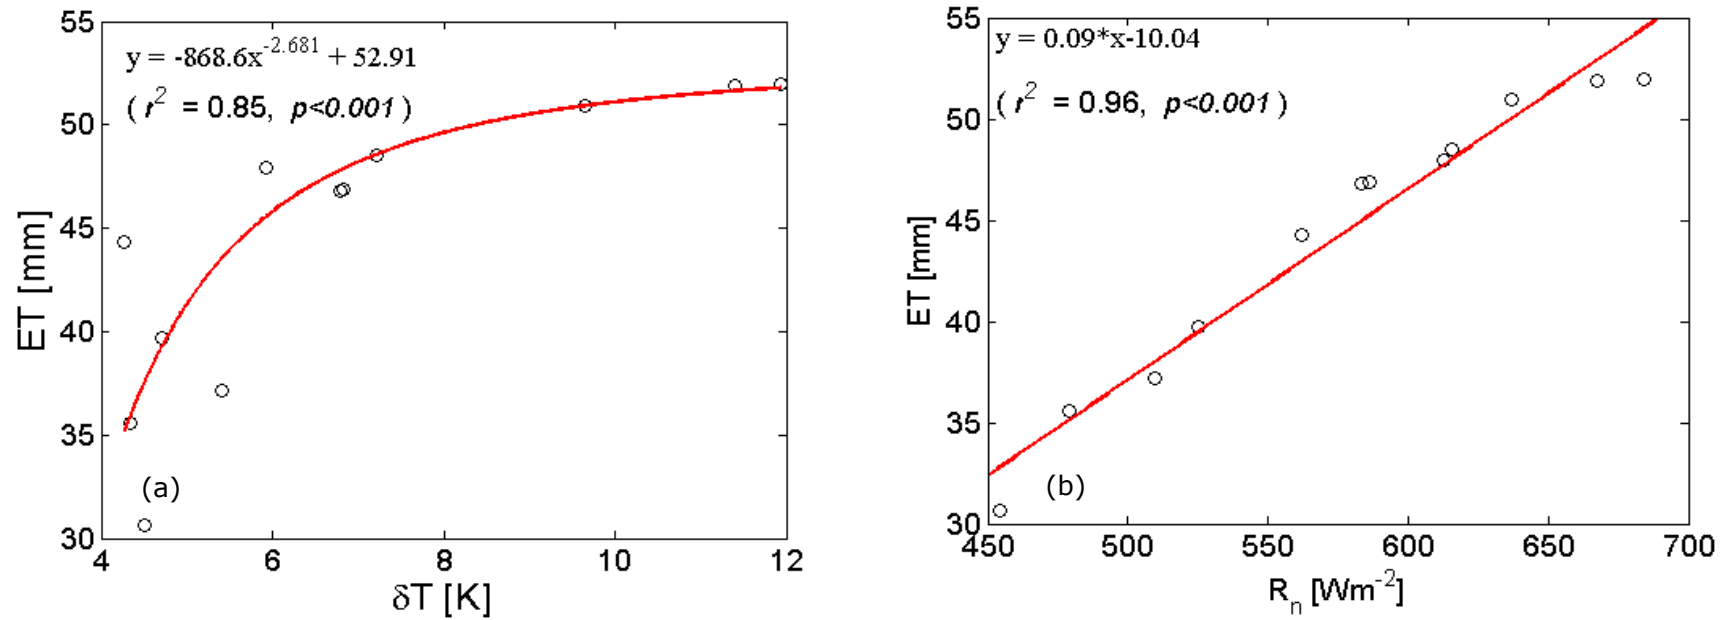 55
50
45
40
35
30
ET [mm]
y = -868.6x^-2.681 + 52.91
( r^2 = 0.85, p<0.001 )
(a)
4 6 8 10 12
δT [K]
55
50
45
40
35
30
ET [mm]
y = 0.09*x-10.04
( r^2 = 0.96, p<0.001 )
(b)
450 500 550 600 650 700
R_n [Wm^-2]